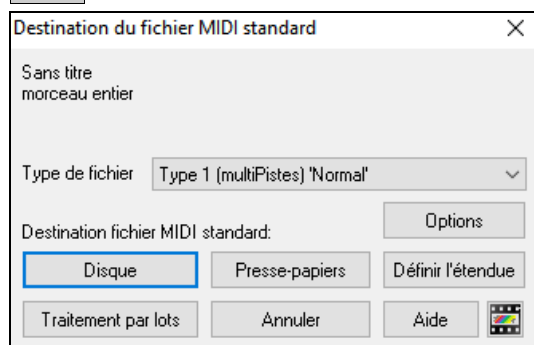 Destination du fichier MIDI standard
Sans titre
morceau entier
Type de fichier Type 1 (multiPistes) 'Normal'
Options
Destination fichier MIDI standard:
Disque Presse-papiers Définir l'étendue
Traitement par lots Annuler Aide